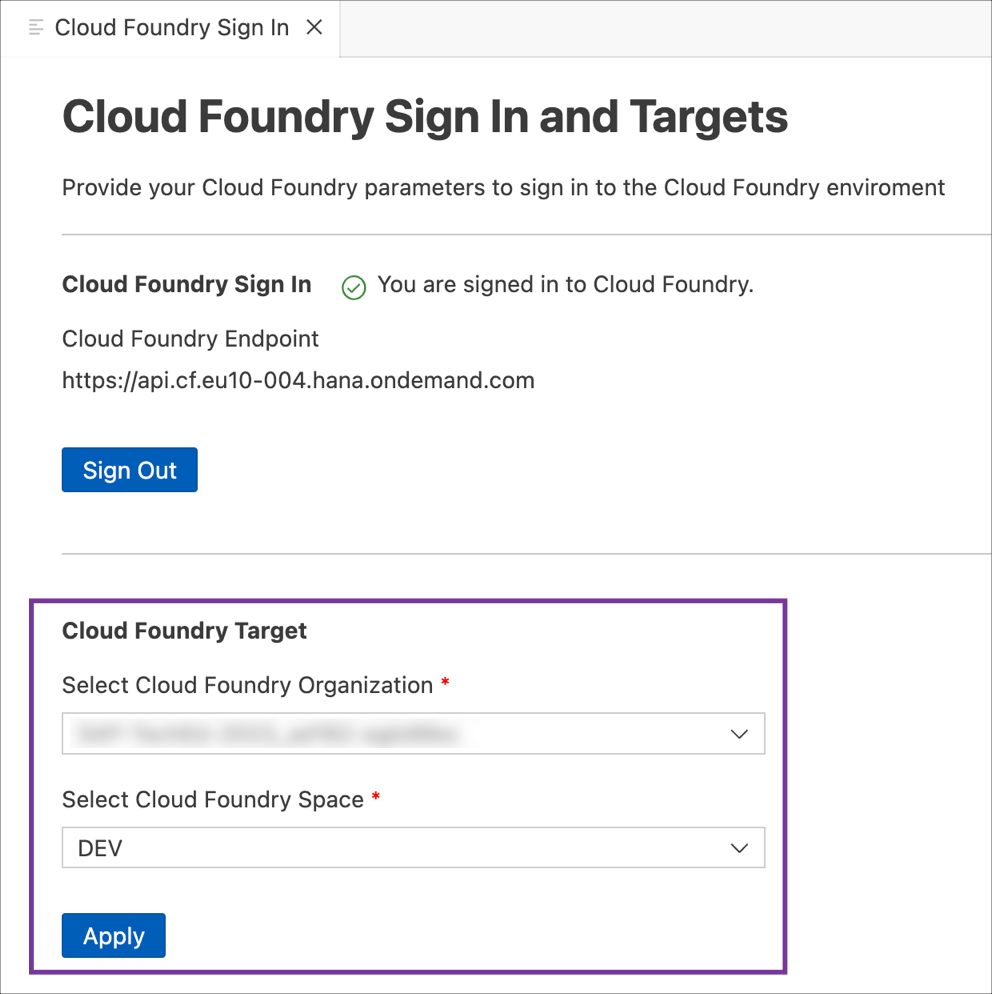 Cloud Foundry Sign In
Cloud Foundry Sign In and Targets
Provide your Cloud Foundry parameters to sign in to the Cloud Foundry enviroment
Cloud Foundry Sign In You are signed in to Cloud Foundry.
Cloud Foundry Endpoint
https://api.cf.eu10-004.hana.ondemand.com
Sign Out
Cloud Foundry Target
Select Cloud Foundry Organization *
Select Cloud Foundry Space *
DEV
Apply